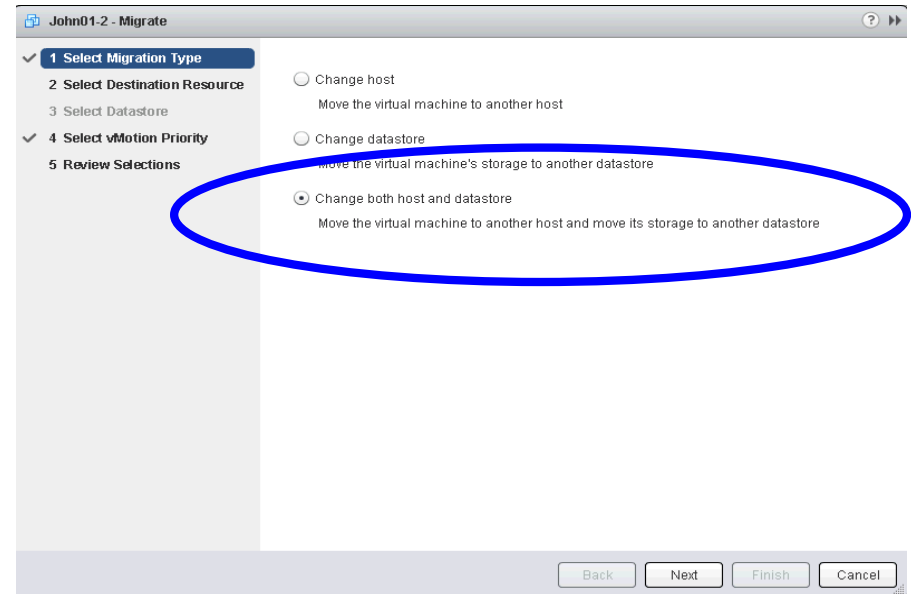 John01-2 - Migrate
1 Select Migration Type
2 Select Destination Resource
3 Select Datastore
4 Select vMotion Priority
5 Review Selections
Change host
Move the virtual machine to another host
Change datastore
Move the virtual machine's storage to another datastore
Change both host and datastore
Move the virtual machine to another host and move its storage to another datastore
Back
Next
Finish
Cancel